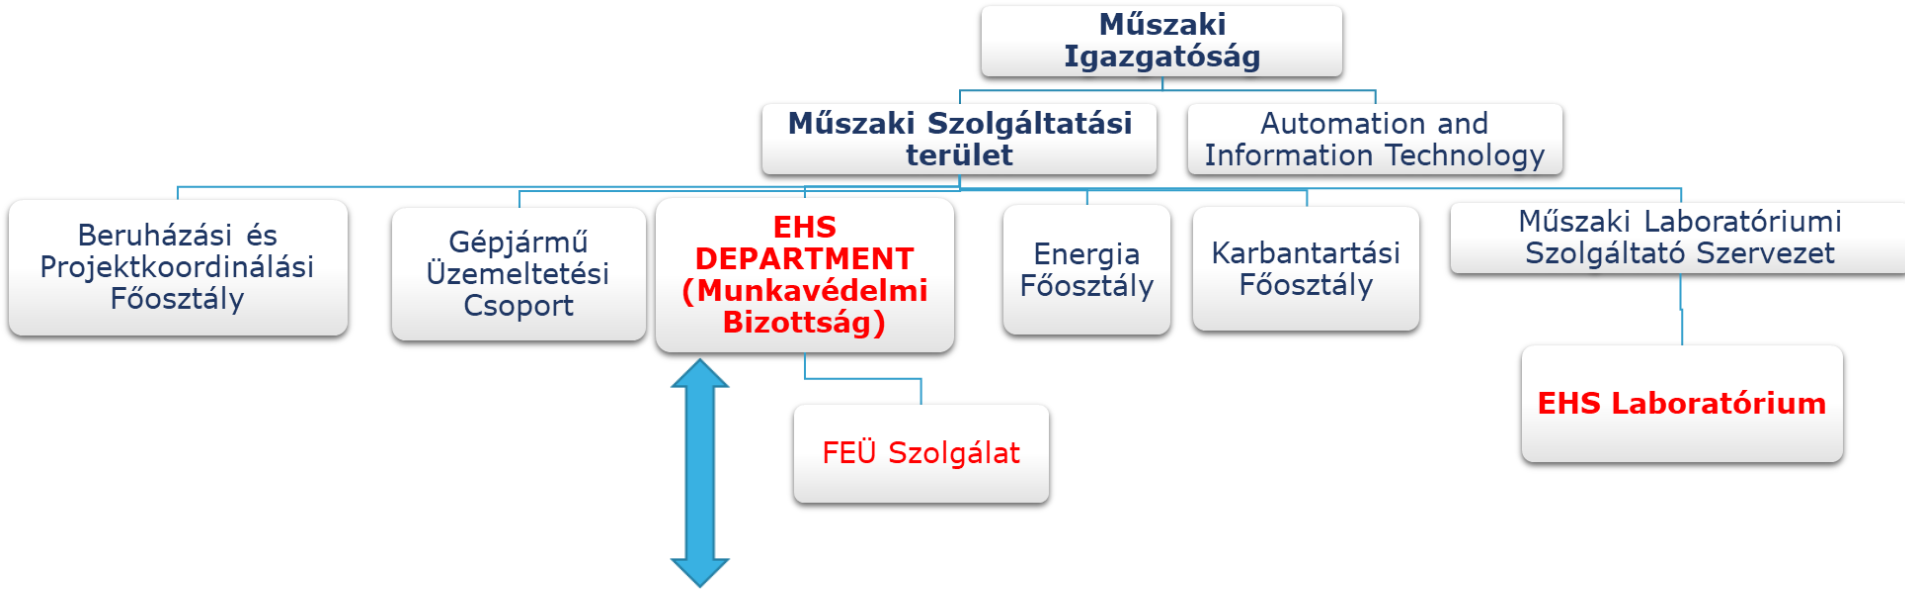 Műszaki
Igazgatóság
Műszaki Szolgáltatási
terület
Automation and
Information Technology
Beruházási és
Projektkoordinálási
Főosztály
Gépjármű
Üzemeltetési
Csoport
EHS
DEPARTMENT
(Munkavédelmi
Bizottság)
Energia
Főosztály
Karbantartási
Főosztály
Műszaki Laboratóriumi
Szolgáltató Szervezet
FEÜ Szolgálat
EHS Laboratórium